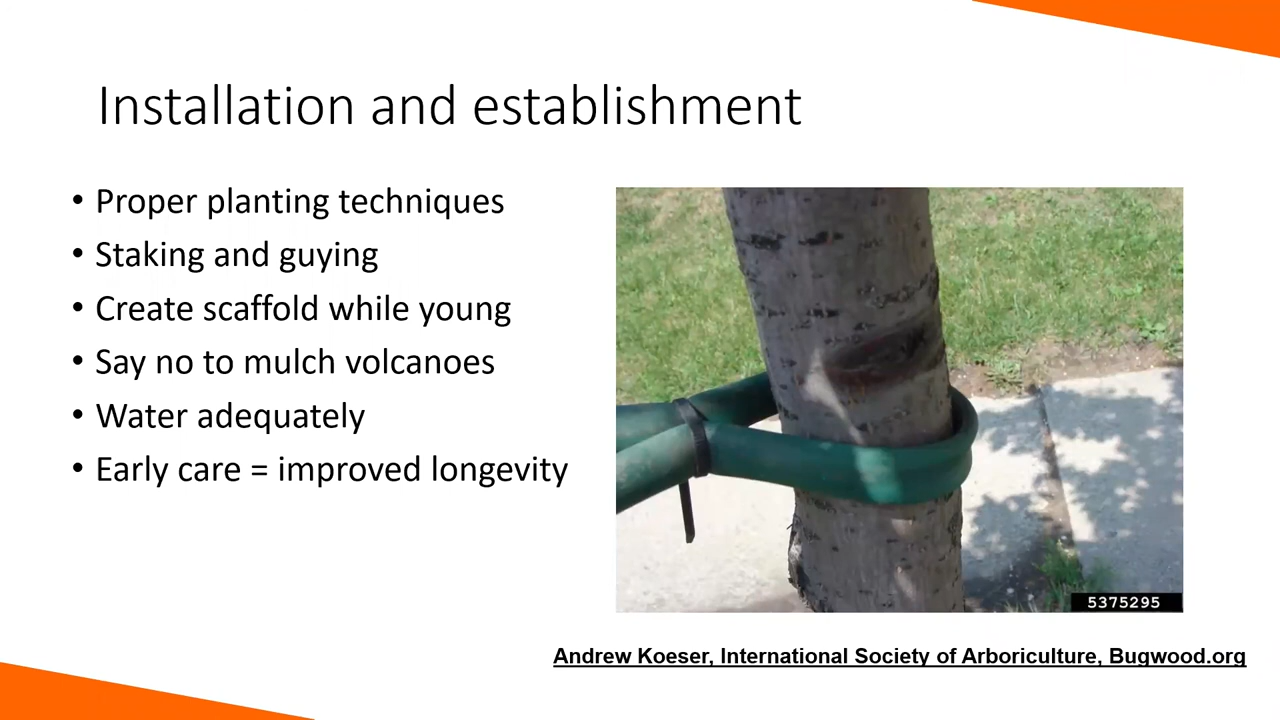 Installation and establishment
• Proper planting techniques
• Staking and guying
• Create scaffold while young
• Say no to mulch volcanoes
• Water adequately
• Early care = improved longevity
5375295
Andrew Koeser, International Society of Arboriculture, Bugwood.org